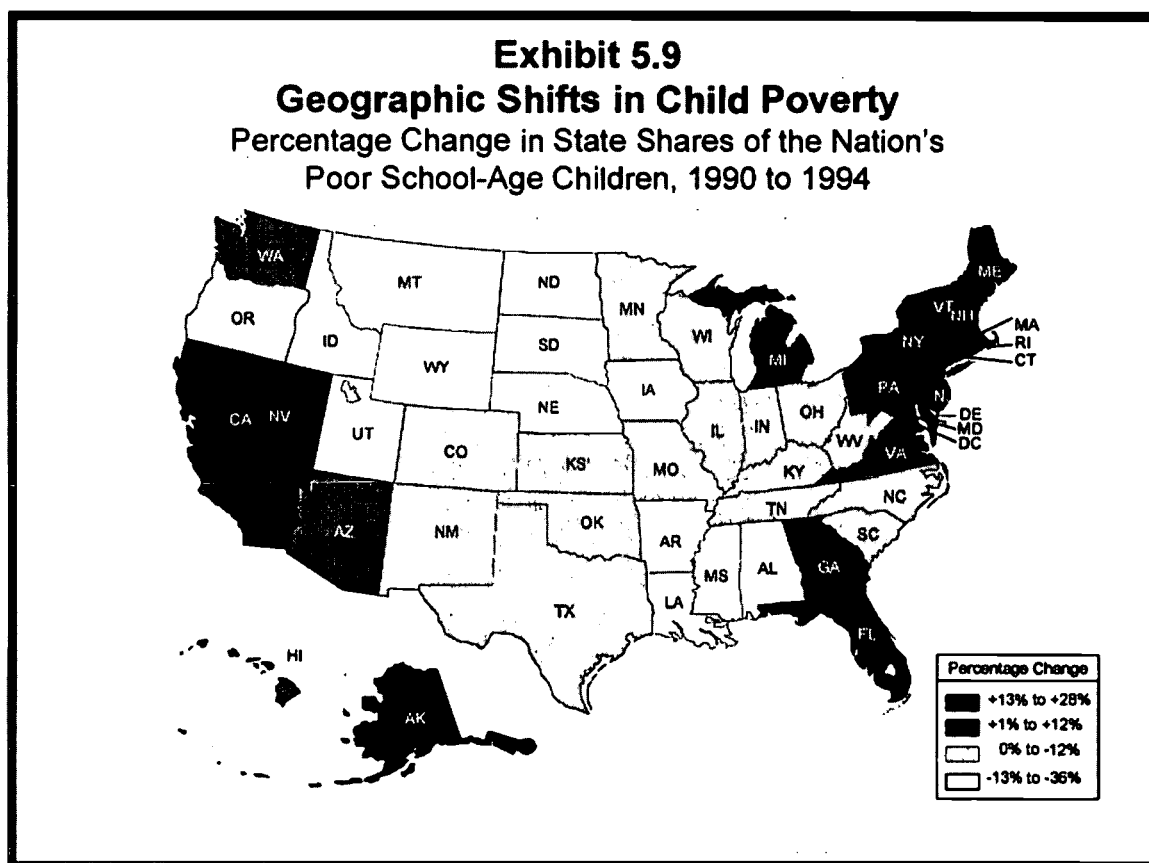 Exhibit 5.9
Geographic Shifts in Child Poverty
Percentage Change in State Shares of the Nation's
Poor School-Age Children, 1990 to 1994
WA
MT
ND
MN
ME
OR
ID
SD
WI
VT
NH
MA
RI
CT
WY
MI
NY
CA
NV
UT
CO
NE
IA
PA
N
IL
IN
OH
DE
MD
DC
KS'
MO
WV
VA
KY
AZ
NM
OK
AR
TN
NC
SC
TX
LA
MS
AL
GA
FL
HI
AK
Percentage Change
+13% to +28%
+1% to +12%
0% to -12%
-13% to -36%